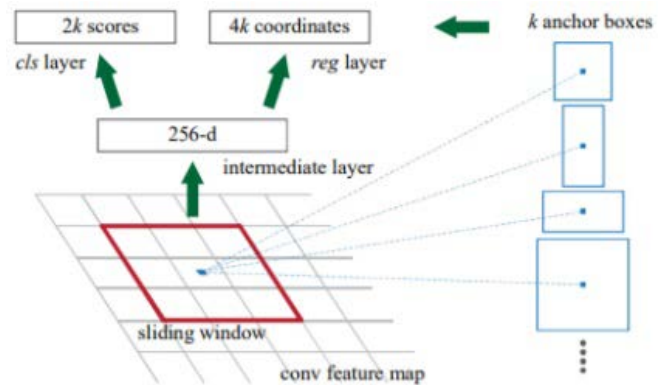 2k scores
4k coordinates
k anchor boxes
cls layer
reg layer
256-d
intermediate layer
sliding window
conv feature map